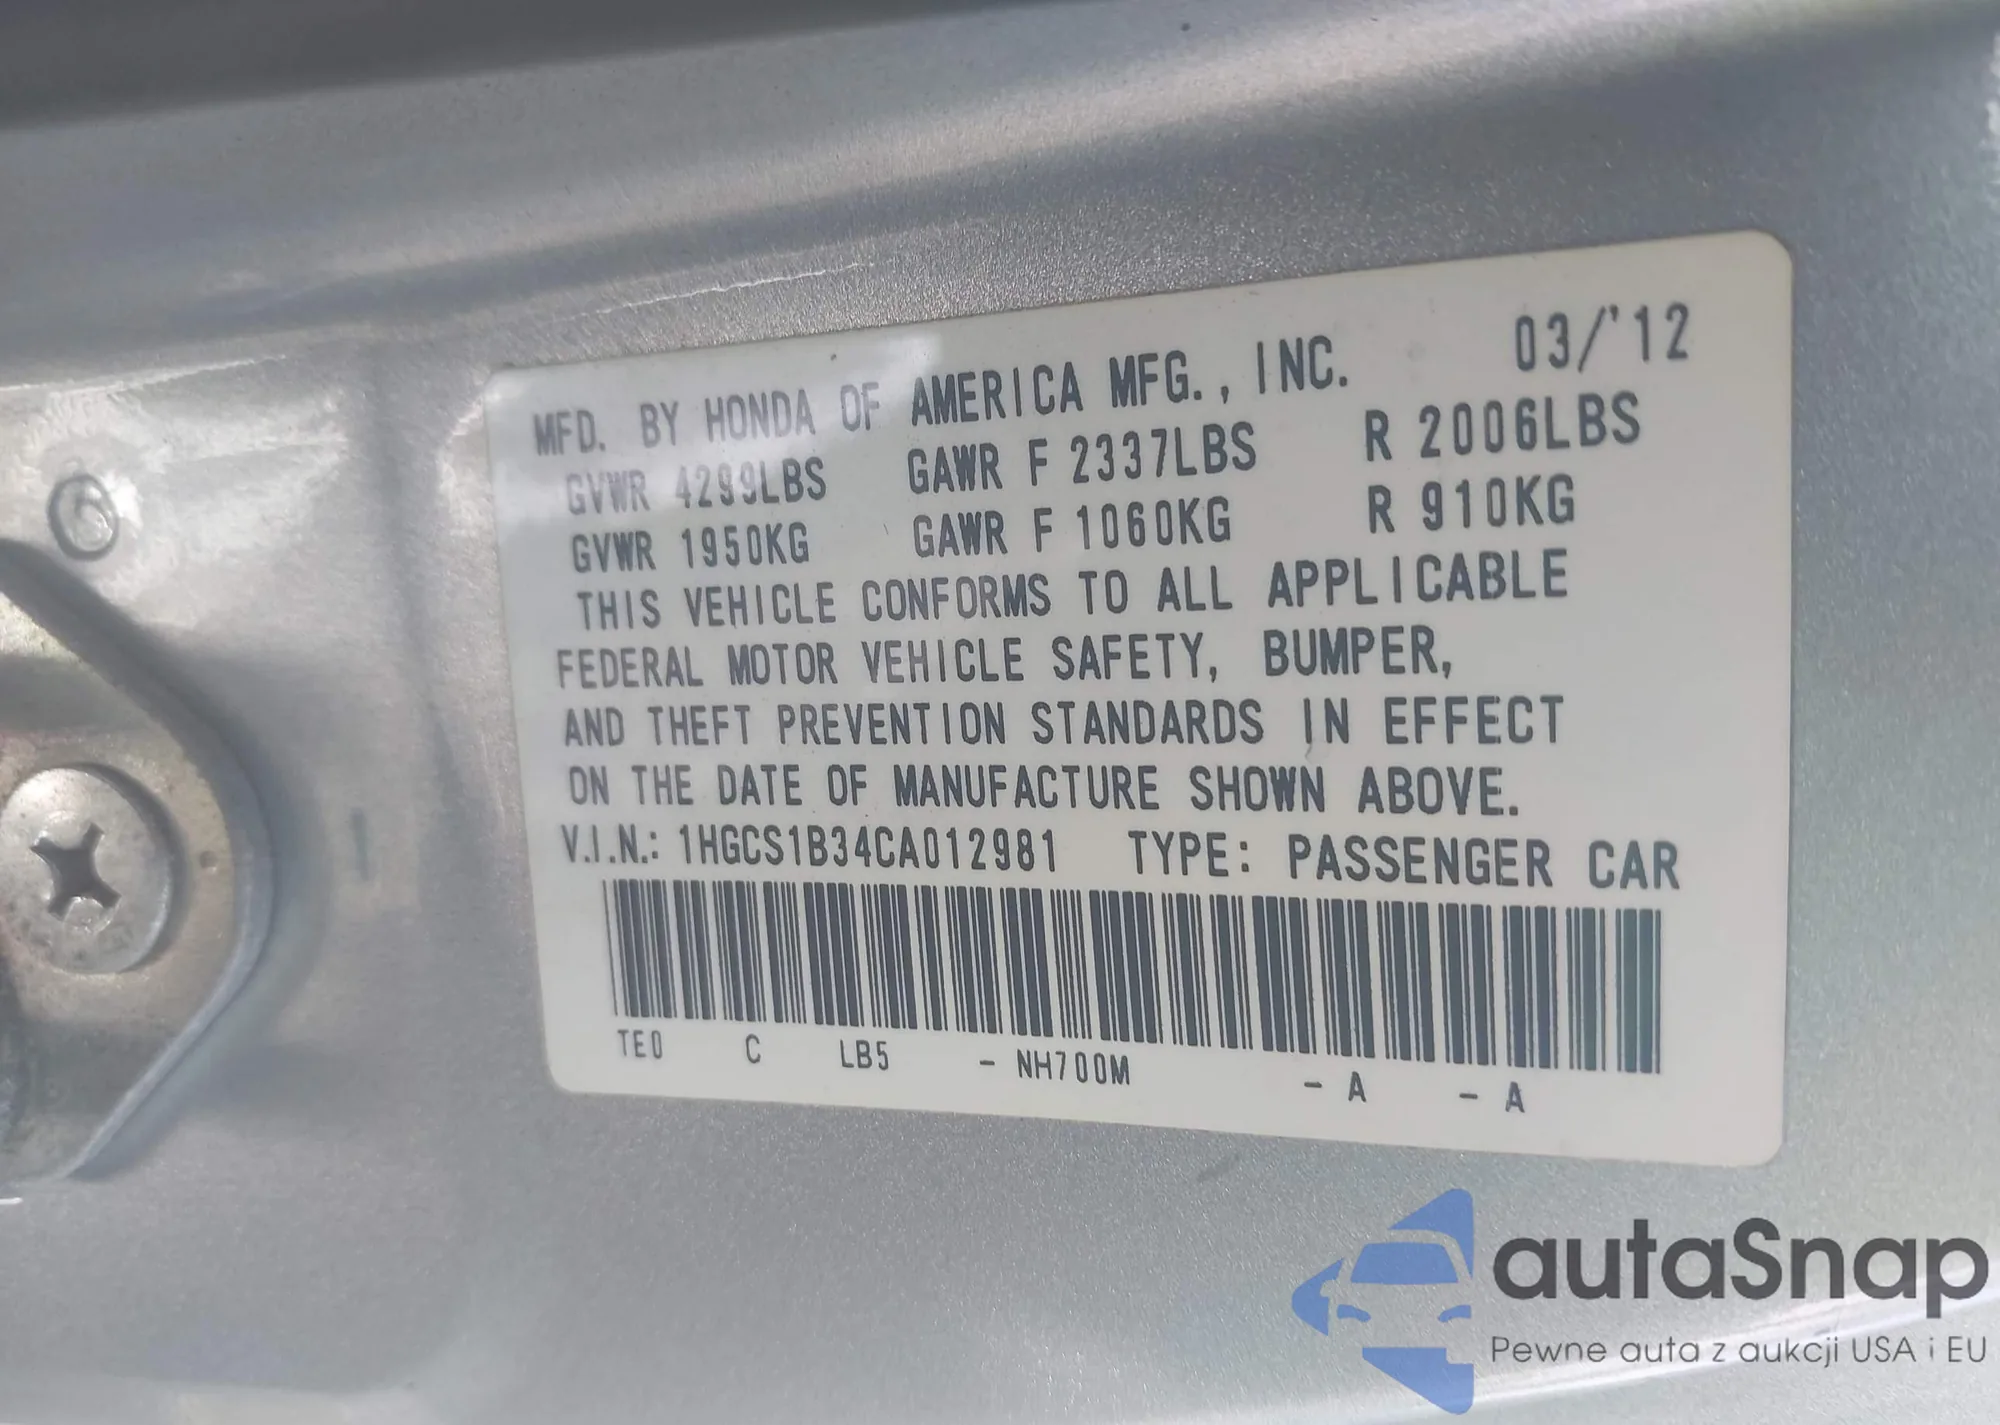 MFD. BY HONDA OF AMERICA MFG., INC. 03/'12
GVWR 4299LBS GAWR F 2337LBS R 2006LBS
GVWR 1950KG GAWR F 1060KG R 910KG
THIS VEHICLE CONFORMS TO ALL APPLICABLE
FEDERAL MOTOR VEHICLE SAFETY, BUMPER,
AND THEFT PREVENTION STANDARDS IN EFFECT
ON THE DATE OF MANUFACTURE SHOWN ABOVE.
V.I.N.: 1HGCS1B34CA012981 TYPE: PASSENGER CAR
TE0 C LB5 - NH700M - A - A
autaSnap
Pewne auta z aukcji USA i EU